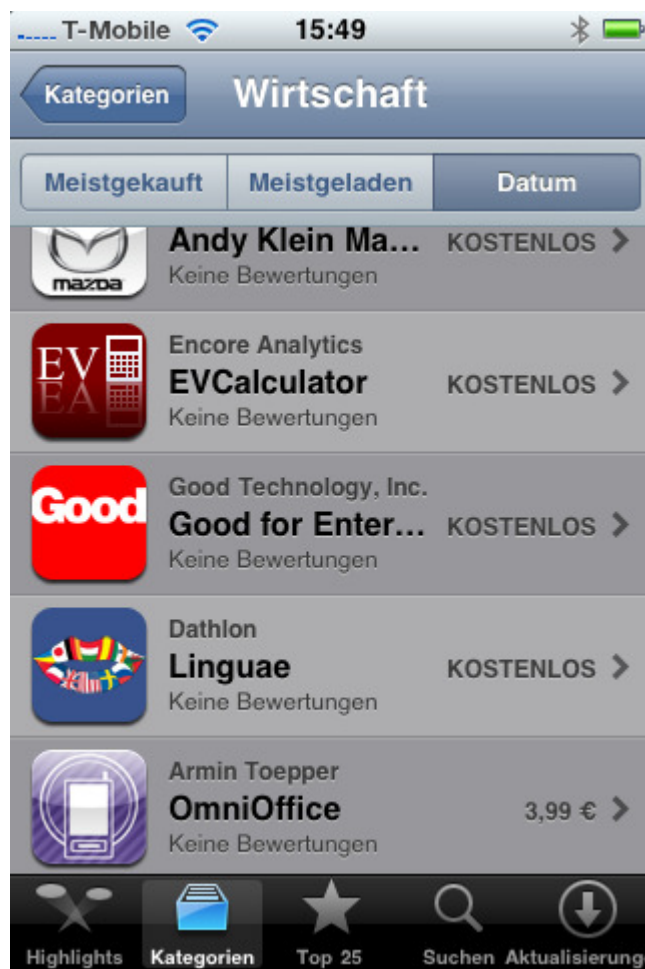 T-Mobile 15:49
Kategorien Wirtschaft
Meistgekauft Meistgeladen Datum
mazda
Andy Klein Ma... KOSTENLOS
Keine Bewertungen
EV
EA
Encore Analytics
EVCalculator KOSTENLOS
Keine Bewertungen
Good
Good Technology, Inc.
Good for Enter... KOSTENLOS
Keine Bewertungen
Dathlon
Linguae KOSTENLOS
Keine Bewertungen
Armin Toepper
OmniOffice 3,99 €
Keine Bewertungen
Highlights Kategorien Top 25 Suchen Aktualisierung